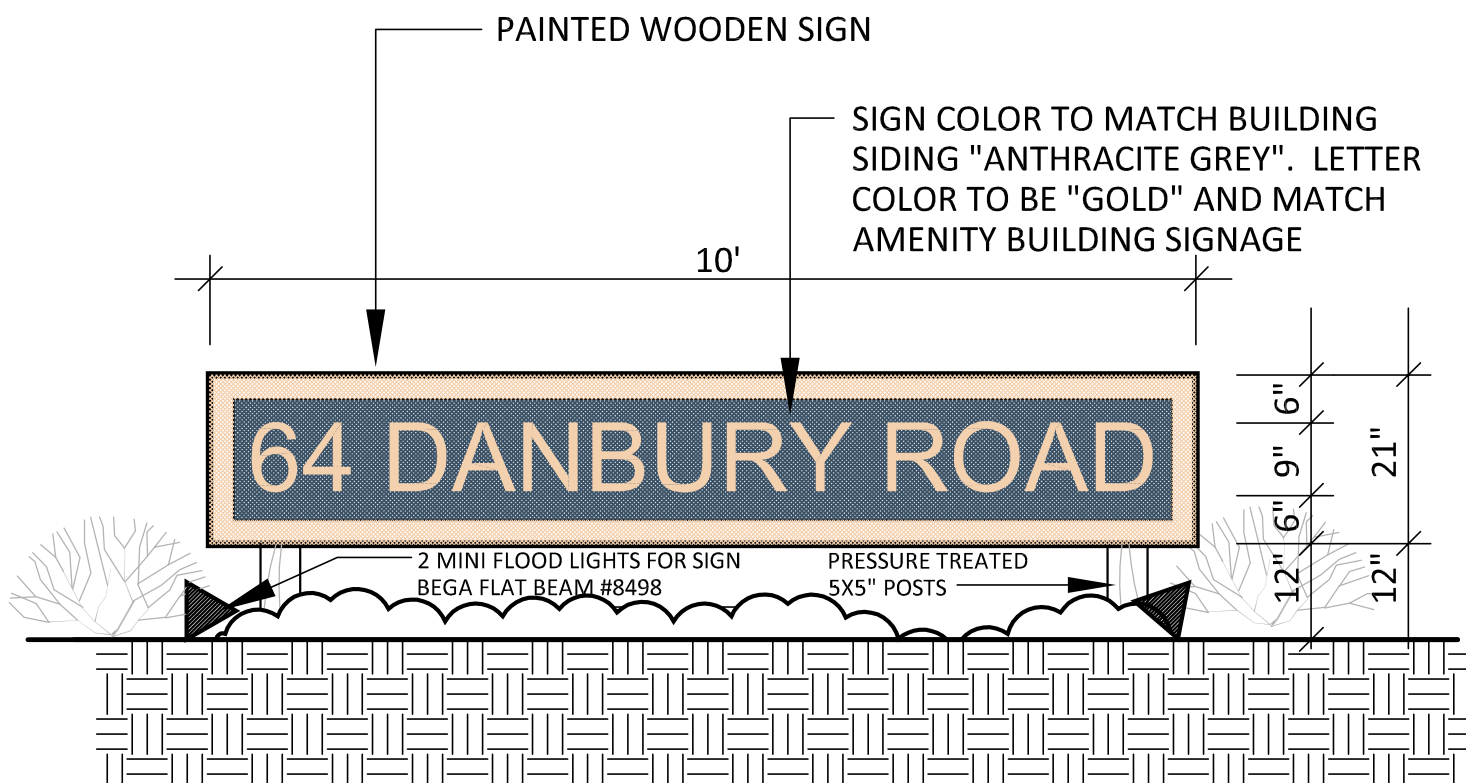 PAINTED WOODEN SIGN
SIGN COLOR TO MATCH BUILDING
SIDING "ANTHRACITE GREY".  LETTER
COLOR TO BE "GOLD" AND MATCH
AMENITY BUILDING SIGNAGE
10'
64 DANBURY ROAD
6"
9"
21"
6"
12"
12"
2 MINI FLOOD LIGHTS FOR SIGN
BEGA FLAT BEAM #8498
PRESSURE TREATED
5X5" POSTS